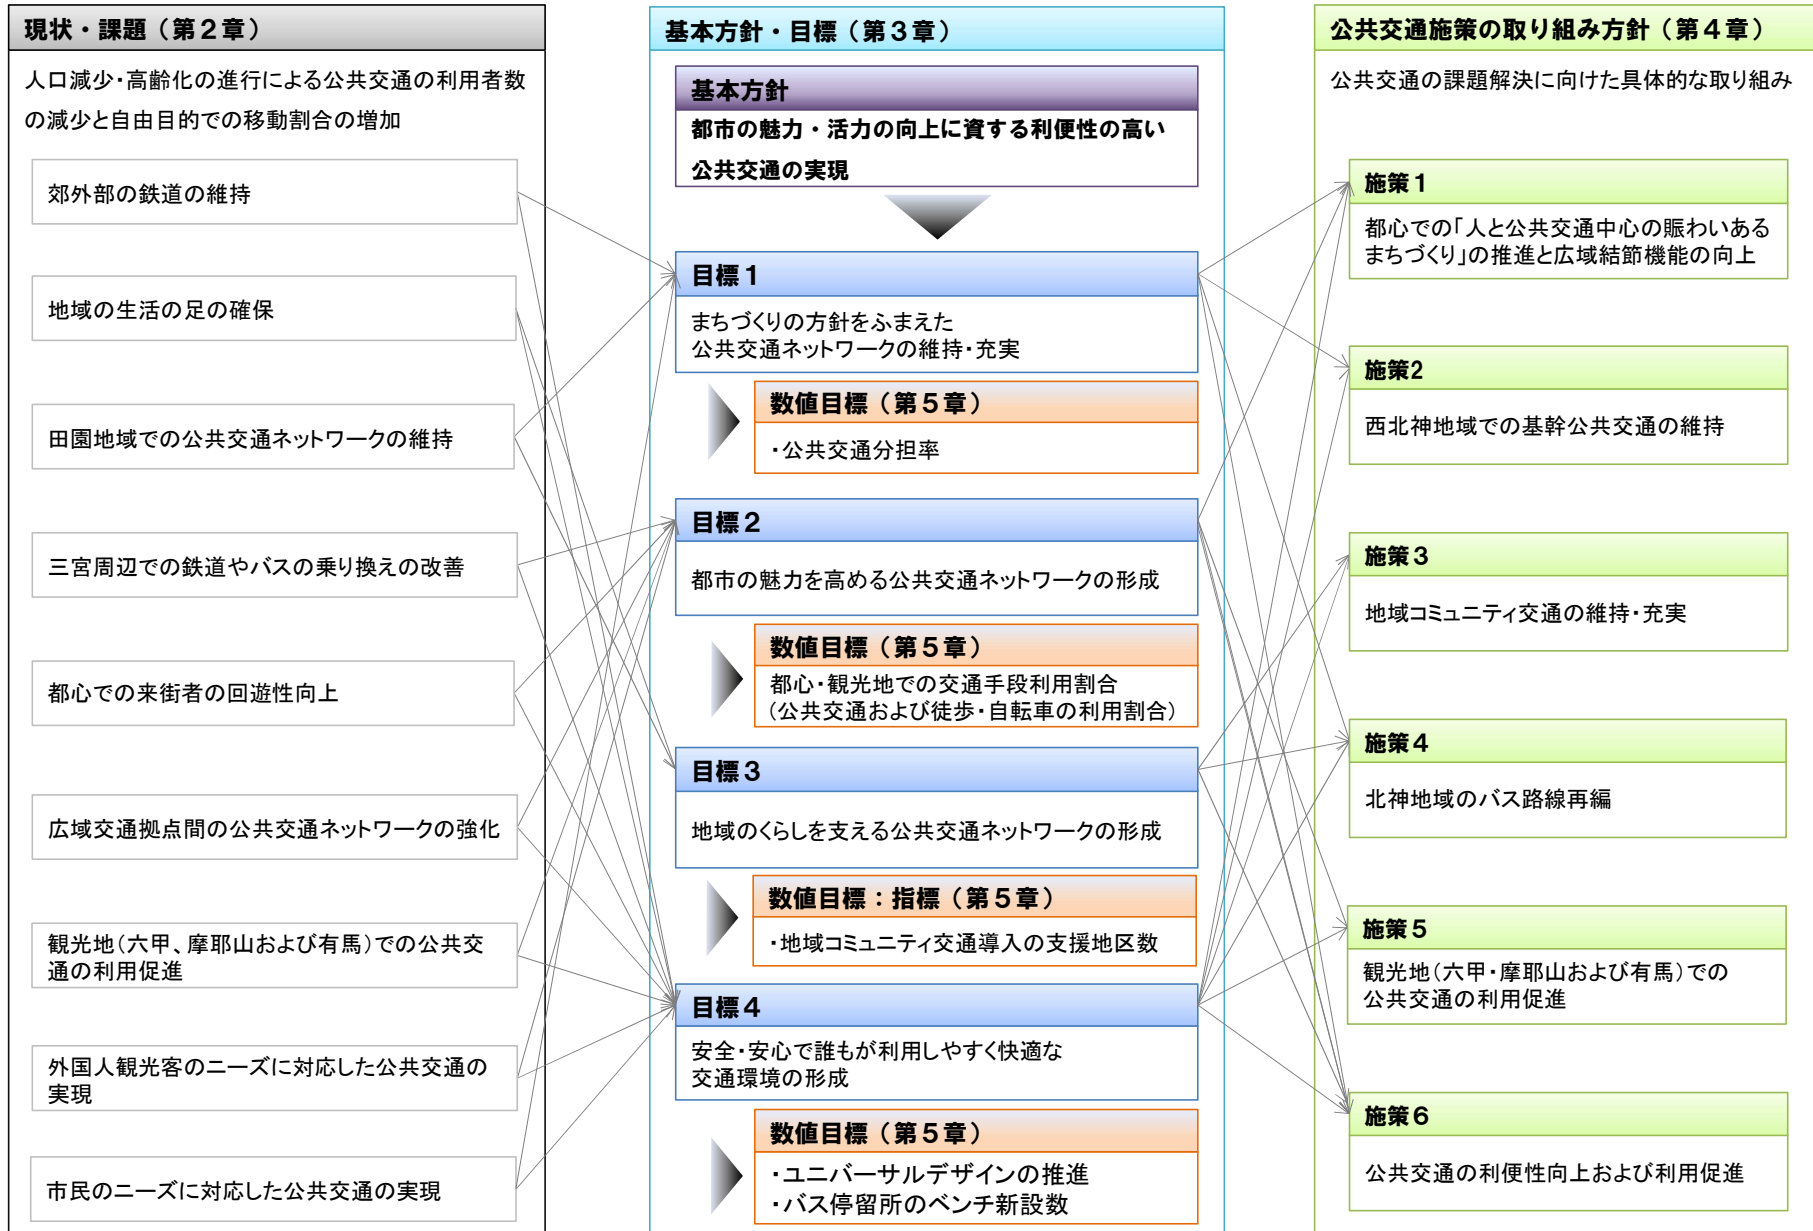 現状・課題（第２章）
人口減少・高齢化の進行による公共交通の利用者数
の減少と自由目的での移動割合の増加
郊外部の鉄道の維持
地域の生活の足の確保
田園地域での公共交通ネットワークの維持
三宮周辺での鉄道やバスの乗り換えの改善
都心での来街者の回遊性向上
広域交通拠点間の公共交通ネットワークの強化
観光地（六甲、摩耶山および有馬）での公共交
通の利用促進
外国人観光客のニーズに対応した公共交通の
実現
市民のニーズに対応した公共交通の実現
基本方針・目標（第３章）
基本方針
都市の魅力・活力の向上に資する利便性の高い
公共交通の実現
目標１
まちづくりの方針をふまえた
公共交通ネットワークの維持・充実
数値目標（第５章）
・公共交通分担率
目標２
都市の魅力を高める公共交通ネットワークの形成
数値目標（第５章）
都心・観光地での交通手段利用割合
（公共交通および徒歩・自転車の利用割合）
目標３
地域のくらしを支える公共交通ネットワークの形成
数値目標：指標（第５章）
・地域コミュニティ交通導入の支援地区数
目標４
安全・安心で誰もが利用しやすく快適な
交通環境の形成
数値目標（第５章）
・ユニバーサルデザインの推進
・バス停留所のベンチ新設数
公共交通施策の取り組み方針（第４章）
公共交通の課題解決に向けた具体的な取り組み
施策１
都心での「人と公共交通中心の賑わいある
まちづくり」の推進と広域結節機能の向上
施策2
西北神地域での基幹公共交通の維持
施策３
地域コミュニティ交通の維持・充実
施策４
北神地域のバス路線再編
施策５
観光地（六甲・摩耶山および有馬）での
公共交通の利用促進
施策６
公共交通の利便性向上および利用促進